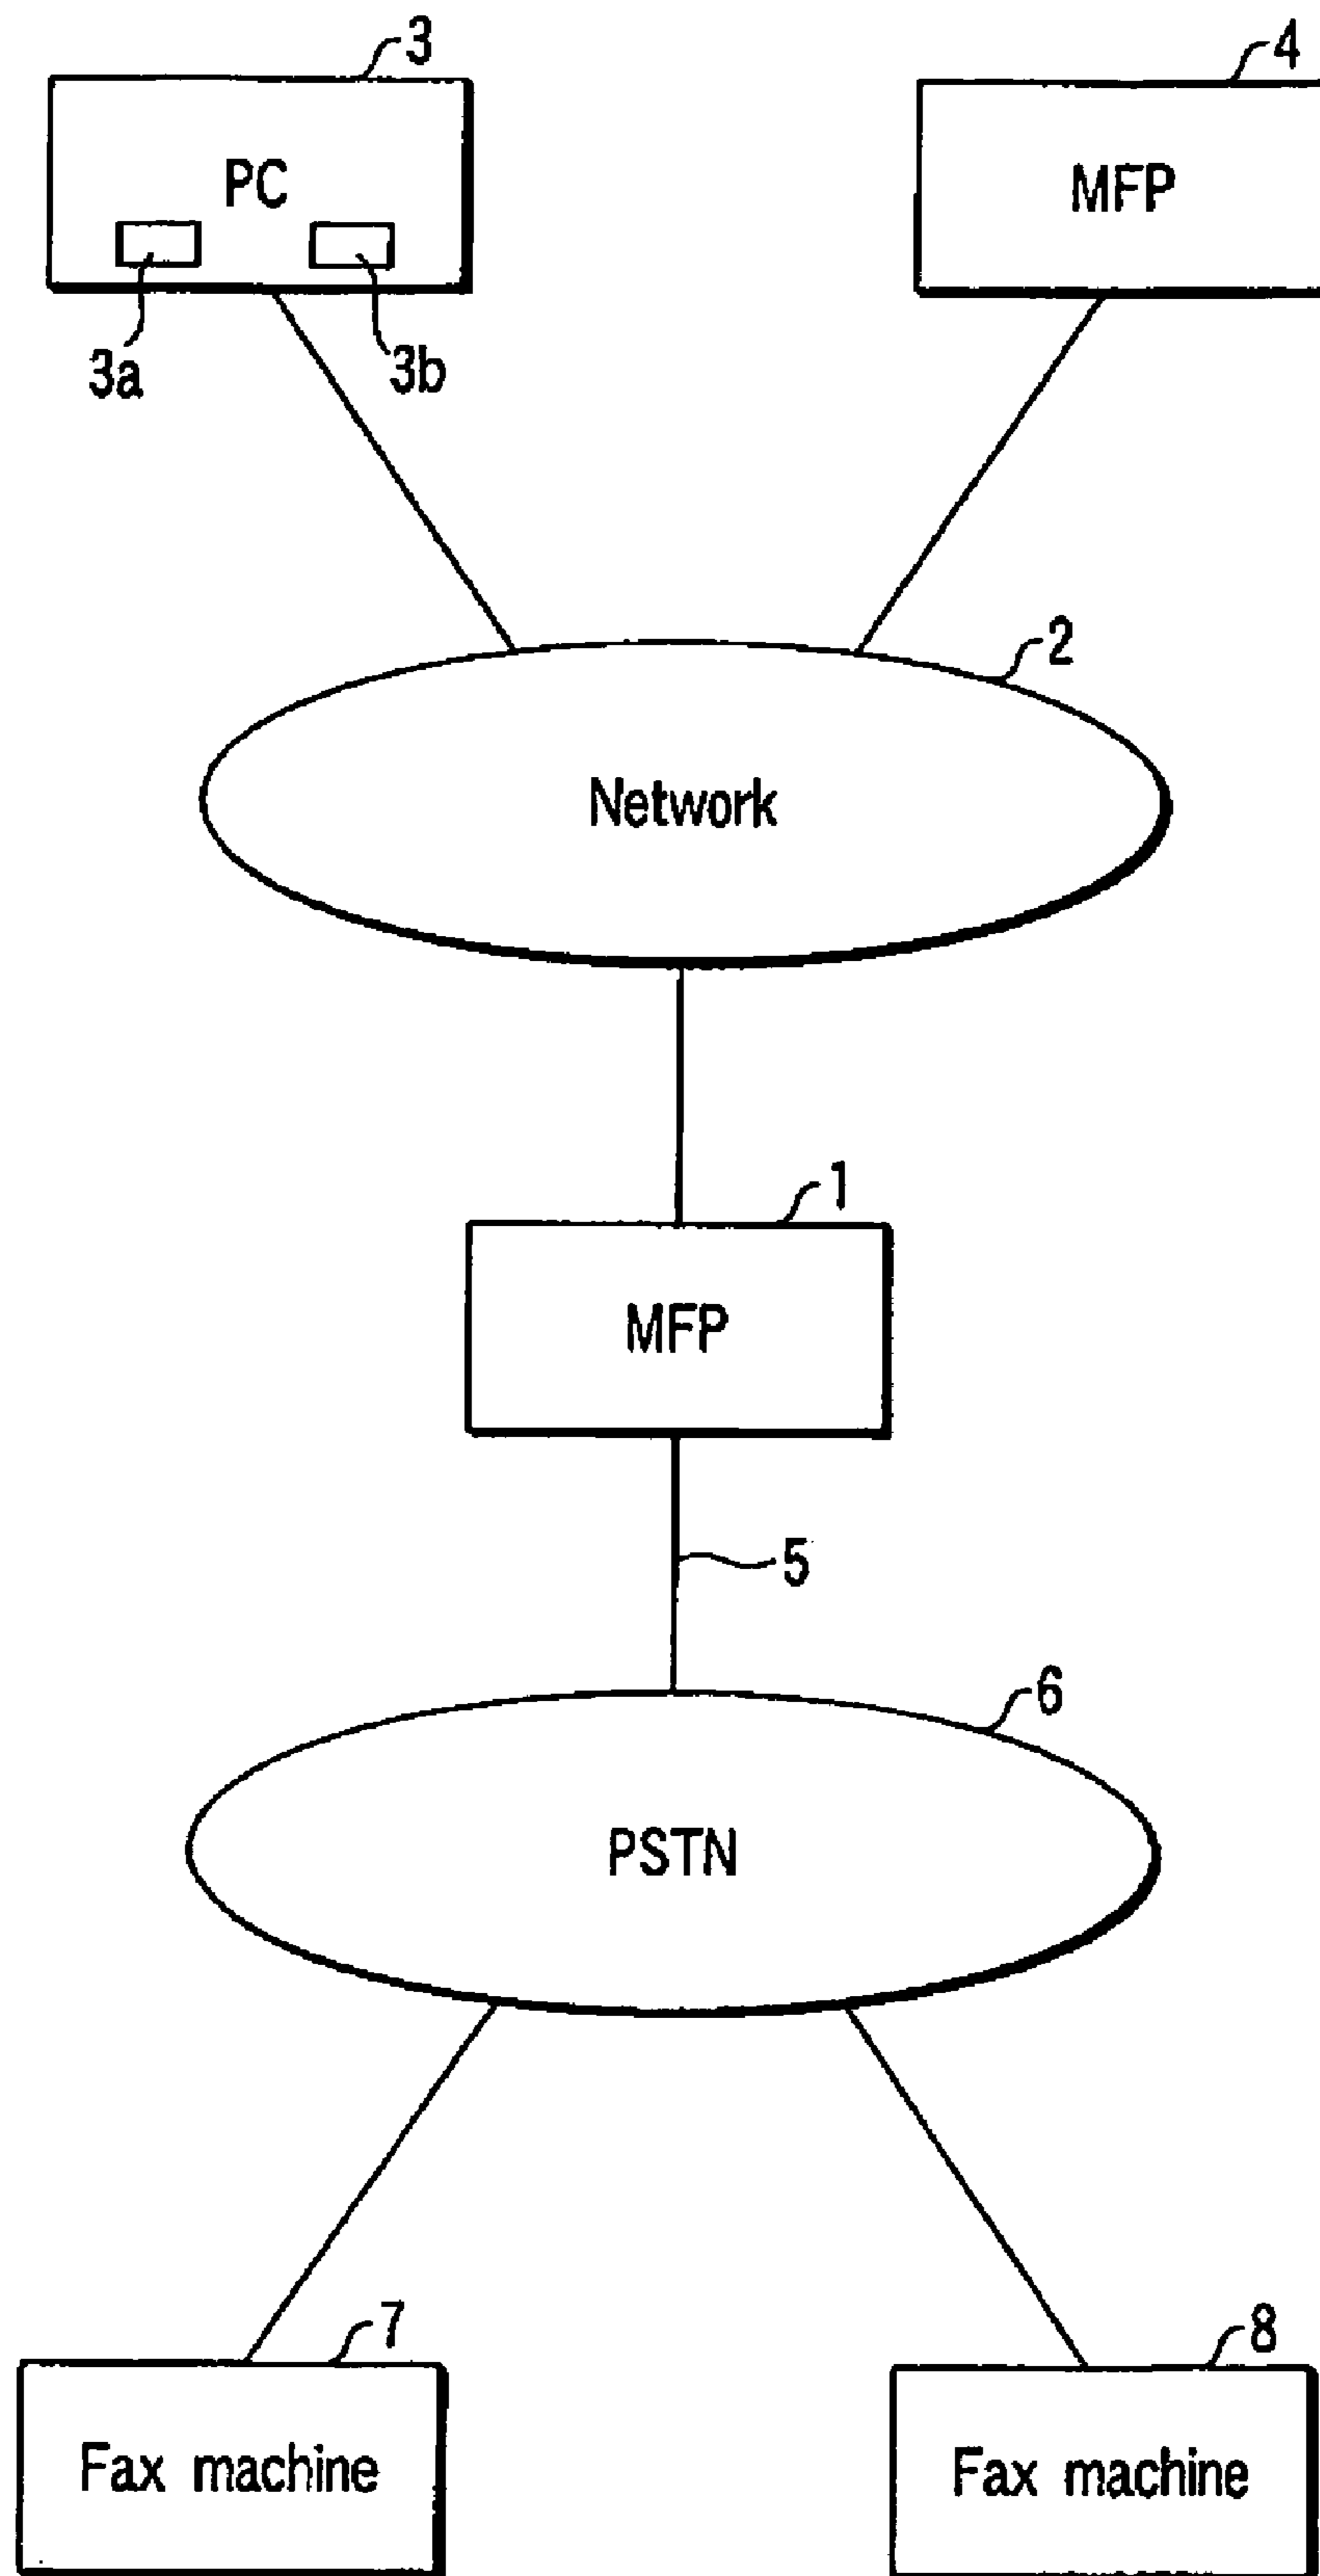 3
4
PC
MFP
3a
3b
2
Network
1
MFP
5
6
PSTN
7
8
Fax machine
Fax machine